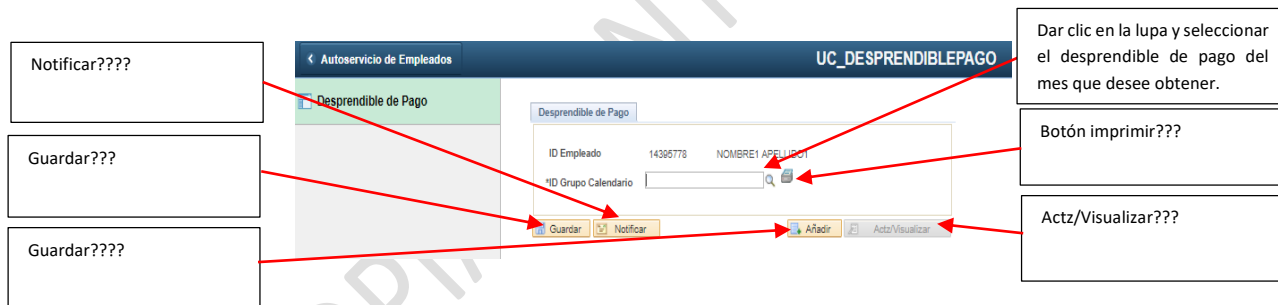 Dar clic en la lupa y seleccionar
el desprendible de pago del
mes que desee obtener.
Notificar????
Autoservicio de Empleados
UC_DESPRENDIBLEPAGO
Desprendible de Pago
Desprendible de Pago
Botón imprimir???
Guardar???
ID Empleado 14395778 NOMBRE1 APELLIDO1
*ID Grupo Calendario
Actz/Visualizar???
Guardar Notificar Añadir Actz/Visualizar
Guardar????